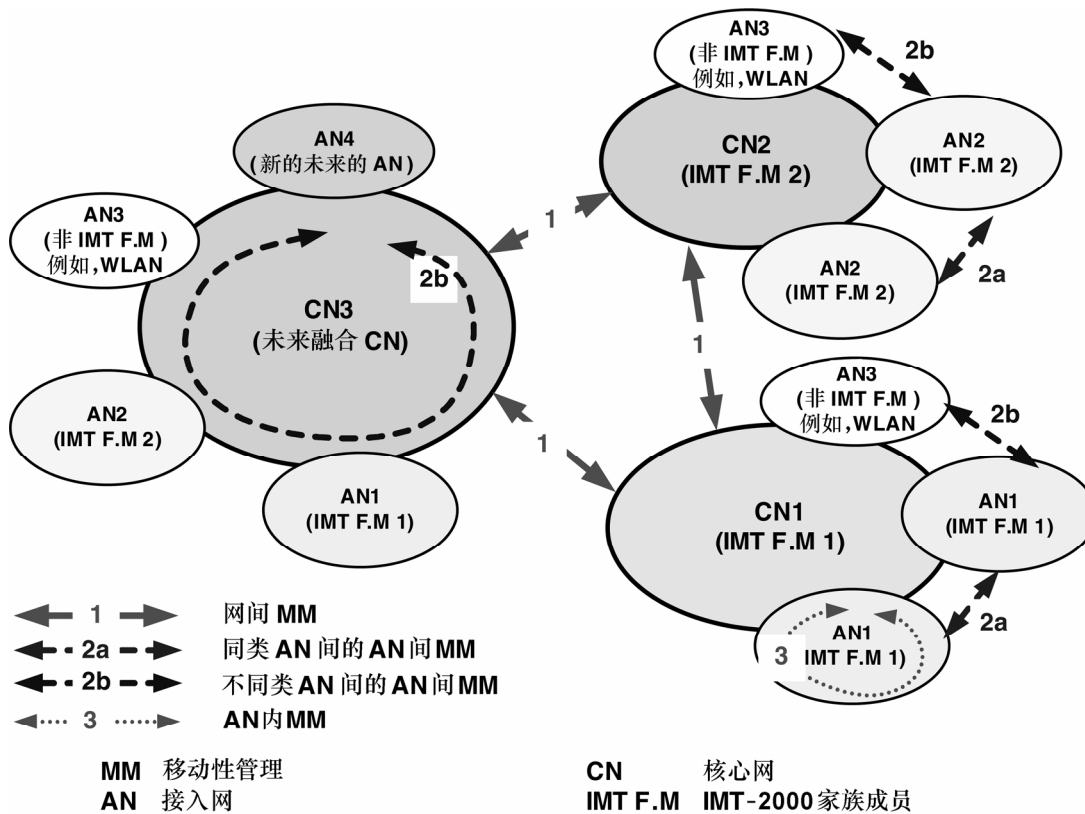 AN3
(非 IMT F.M )
例如,WLAN
2b
CN2
(IMT F.M 2)
AN2
(IMT F.M 2)
AN2
(IMT F.M 2)
2a
AN4
(新的未来的 AN)
AN3
(非 IMT F.M )
例如,WLAN
2b
CN3
(未来融合 CN)
AN2
(IMT F.M 2)
AN1
(IMT F.M 1)
1
1
1
AN3
(非 IMT F.M )
例如,WLAN
2b
CN1
(IMT F.M 1)
AN1
(IMT F.M 1)
2a
AN1
(IMT F.M 1)
3
1 网间 MM
2a 同类 AN 间的 AN 间 MM
2b 不同类 AN 间的 AN 间 MM
3 AN内 MM
MM 移动性管理
AN 接入网
CN 核心网
IMT F.M IMT-2000 家族成员